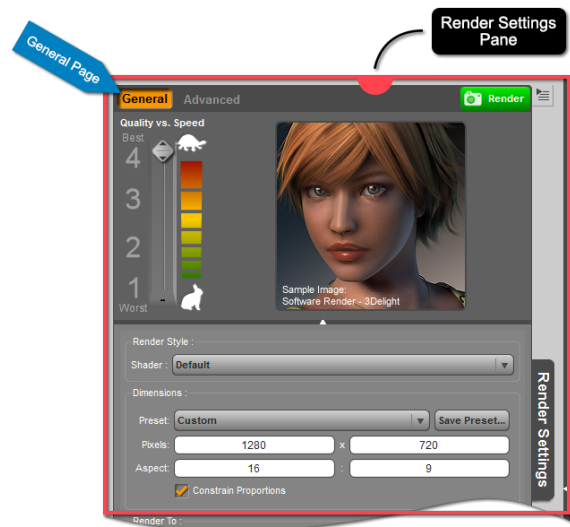 Render Settings
Pane
General Page
General Advanced
Render
Quality vs. Speed
Best
4
3
2
1
Worst
Sample Image:
Software Render - 3Delight
Render Style :
Shader : Default
Dimensions :
Preset: Custom Save Preset...
Pixels: 1280 x 720
Aspect: 16 : 9
Constrain Proportions
Render To :
Render Settings